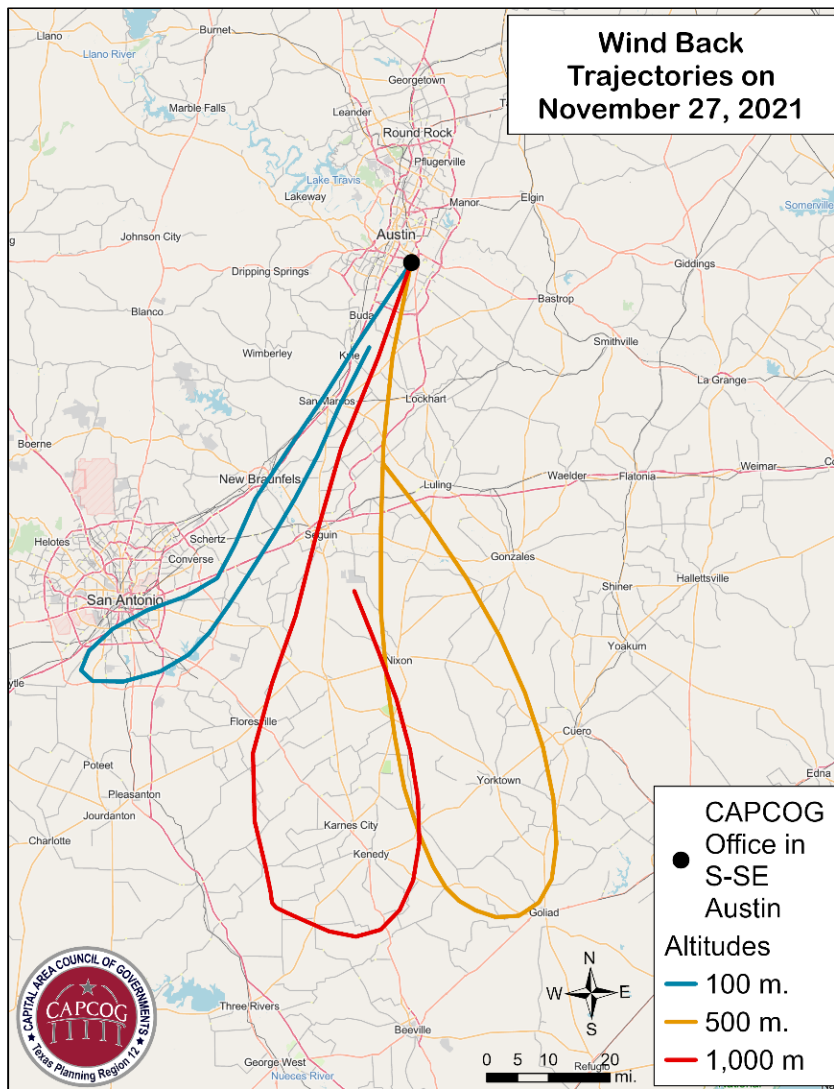 Wind Back
Trajectories on
November 27, 2021
Llano
Burnet
Llano River
Georgetown
Marble Falls
Leander
Round Rock
Pflugerville
Lake Travis
Lakeway
Manor
Elgin
Somerville
Austin
Johnson City
Giddings
Dripping Springs
Bastrop
Blanco
Buda
Smithville
Wimberley
Kyle
La Grange
San Marcos
Lockhart
Boerne
Weimar
New Braunfels
Luling
Waelder
Flatonia
Schertz
Seguin
Helotes
Converse
Gonzales
Hallettsville
San Antonio
Shiner
Yoakum
Nixon
Floresville
Cuero
Poteet
Yorktown
Edna
Pleasanton
Jourdanton
Karnes City
Charlotte
Kenedy
Goliad
Three Rivers
Beeville
George West
Refugio
Nueces River
CAPCOG
Office in
S-SE
Austin
Altitudes
100 m.
500 m.
1,000 m
N
W E
S
0 5 10 20
mi.
CAPITAL AREA COUNCIL OF GOVERNMENTS
CAPCOG
Texas Planning Region 12